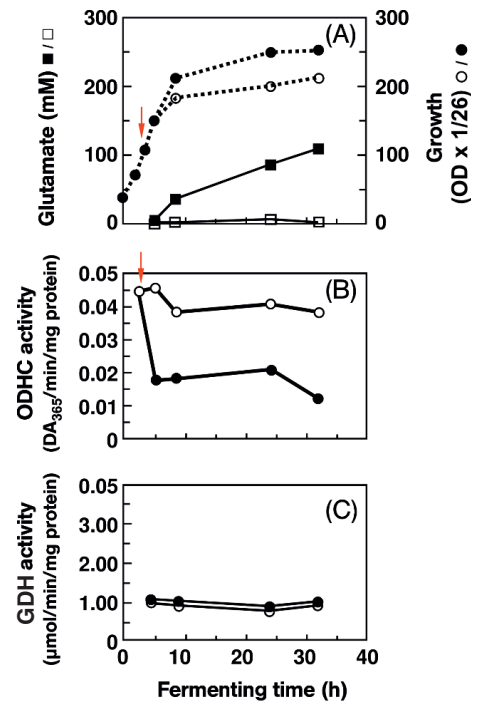 300
200
100
0
(A)
300
200
100
0
Glutamate (mM) ■ / □
Growth
(OD x 1/26) ○ / ●
0.05
0.04
0.03
0.02
0.01
0
(B)
ODHC activity
(DA365/min/mg protein)
0.05
3.00
2.00
1.00
0
(C)
GDH activity
(μmol/min/mg protein)
0 10 20 30 40
Fermenting time (h)